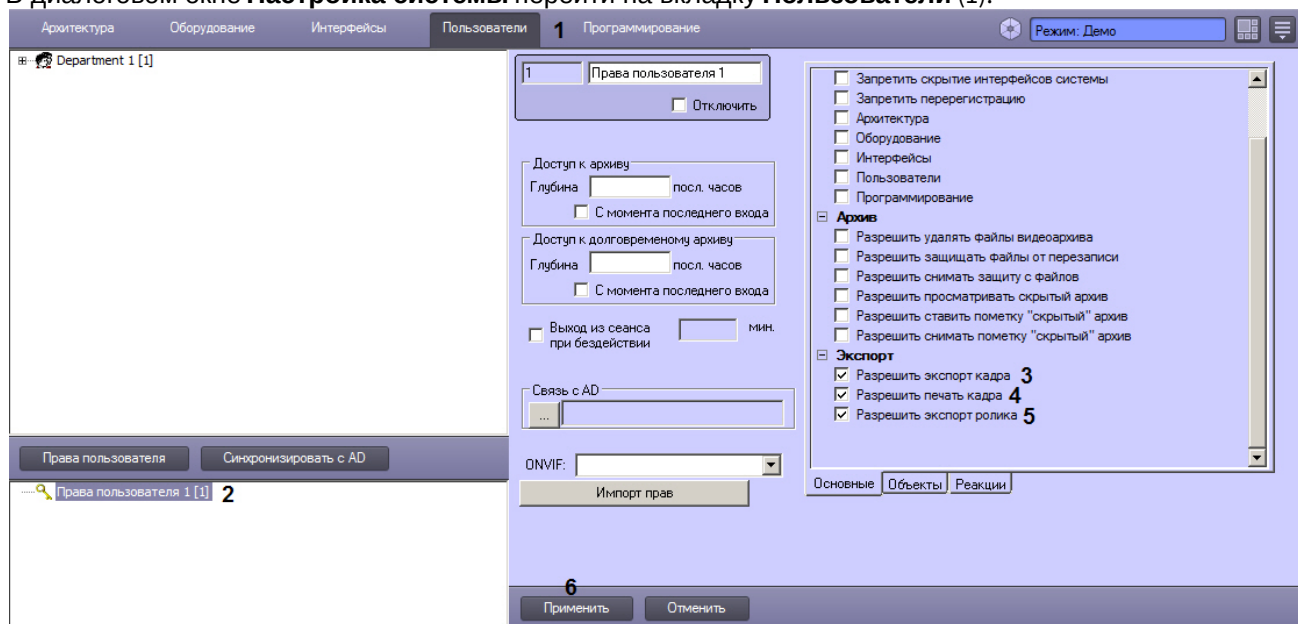 В диалоговом окне Настройка системы перейти на вкладку Пользователи (1).
Архитектура Оборудование Интерфейсы Пользователи 1 Программирование Режим: Демо
Department 1 [1]
1 Права пользователя 1
Отключить
Доступ к архиву
Глубина посл. часов
С момента последнего входа
Доступ к долговременому архиву
Глубина посл. часов
С момента последнего входа
Выход из сеанса мин.
при бездействии
Связь с AD
...
ONVIF:
Импорт прав
Запретить скрытие интерфейсов системы
Запретить перерегистрацию
Архитектура
Оборудование
Интерфейсы
Пользователи
Программирование
Архив
Разрешить удалять файлы видеоархива
Разрешить защищать файлы от перезаписи
Разрешить снимать защиту с файлов
Разрешить просматривать скрытый архив
Разрешить ставить пометку "скрытый" архив
Разрешить снимать пометку "скрытый" архив
Экспорт
Разрешить экспорт кадра 3
Разрешить печать кадра 4
Разрешить экспорт ролика 5
Основные Объекты Реакции
Права пользователя Синхронизировать с AD
Права пользователя 1 [1] 2
6
Применить Отменить